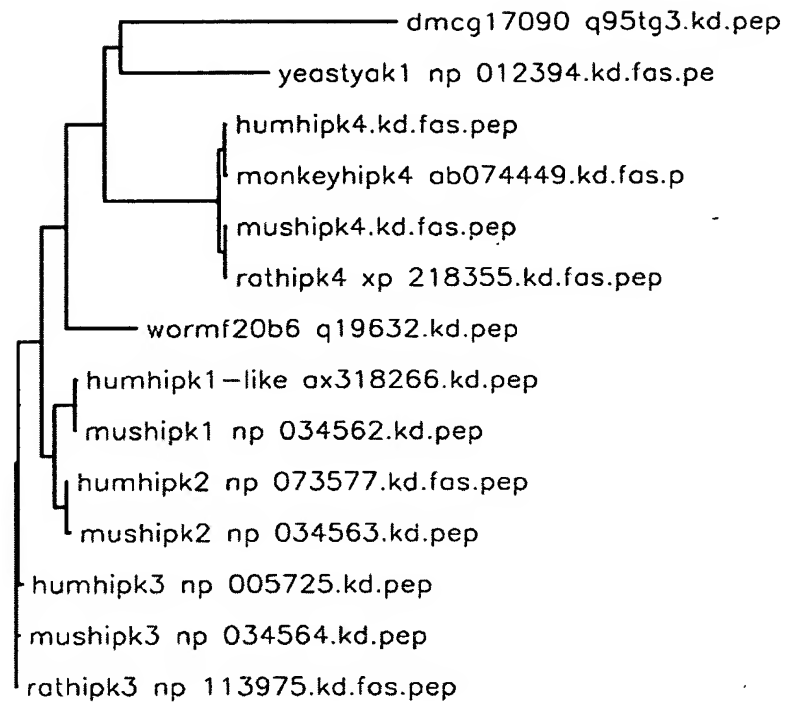 dmcg17090 q95tg3.kd.pep
yeastyak1 np 012394.kd.fas.pe
humhipk4.kd.fas.pep
monkeyhipk4 ab074449.kd.fas.p
mushipk4.kd.fas.pep
rathipk4 xp 218355.kd.fas.pep
wormf20b6 q19632.kd.pep
humhipk1-like ax318266.kd.pep
mushipk1 np 034562.kd.pep
humhipk2 np 073577.kd.fas.pep
mushipk2 np 034563.kd.pep
humhipk3 np 005725.kd.pep
mushipk3 np 034564.kd.pep
rathipk3 np 113975.kd.fas.pep